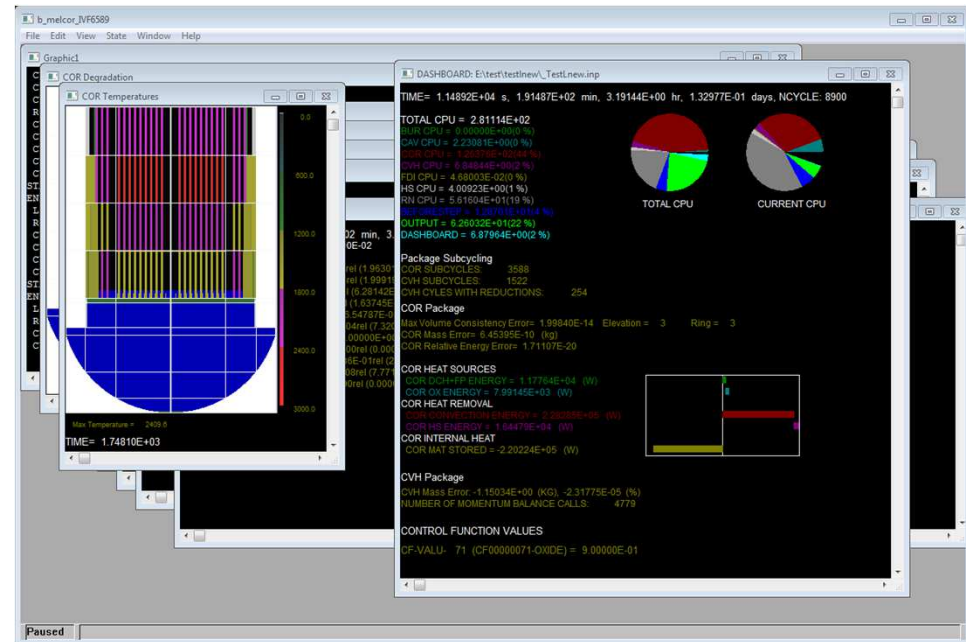 b_melcor_IVF6589
File Edit View State Window Help
Graphic1
COR Degradation
COR Temperatures
0.0
600.0
1200.0
1800.0
2400.0
3000.0
Max Temperature = 2409.6
TIME= 1.74810E+03
DASHBOARD: E:\test\testlnew\_TestLnew.inp
TIME= 1.14892E+04 s, 1.91487E+02 min, 3.19144E+00 hr, 1.32977E-01 days, NCYCLE: 8900
TOTAL CPU = 2.81114E+02
BUR CPU = 0.00000E+00(0 %)
CAV CPU = 2.23081E+00(0 %)
CVH CPU = 6.84644E+00(2 %)
FDI CPU = 4.68003E-02(0 %)
HS CPU = 4.00923E+00(1 %)
RN CPU = 5.61604E+01(19 %)
OUTPUT = 6.26032E+01(22 %)
DASHBOARD = 6.87964E+00(2 %)
TOTAL CPU
CURRENT CPU
Package Subcycling
COR SUBCYCLES: 3588
CVH SUBCYCLES: 1522
CVH CYLES WITH REDUCTIONS: 254
COR Package
Max Volume Consistency Error= 1.99840E-14 Elevation = 3 Ring = 3
COR Mass Error= 6.45395E-10 (kg)
COR Relative Energy Error= 1.71107E-20
COR HEAT SOURCES
COR DCH+FP ENERGY = 1.17764E+04 (W)
COR OX ENERGY = 7.99145E+03 (W)
COR HEAT REMOVAL
COR HS ENERGY = 1.64479E+04 (W)
COR INTERNAL HEAT
COR MAT STORED = -2.20224E+05 (W)
CVH Package
CVH Mass Error: -1.15034E+00 (KG), -2.31775E-05 (%)
NUMBER OF MOMENTUM BALANCE CALLS: 4779
CONTROL FUNCTION VALUES
CF-VALU- 71 (CF00000071-OXIDE) = 9.00000E-01
Paused